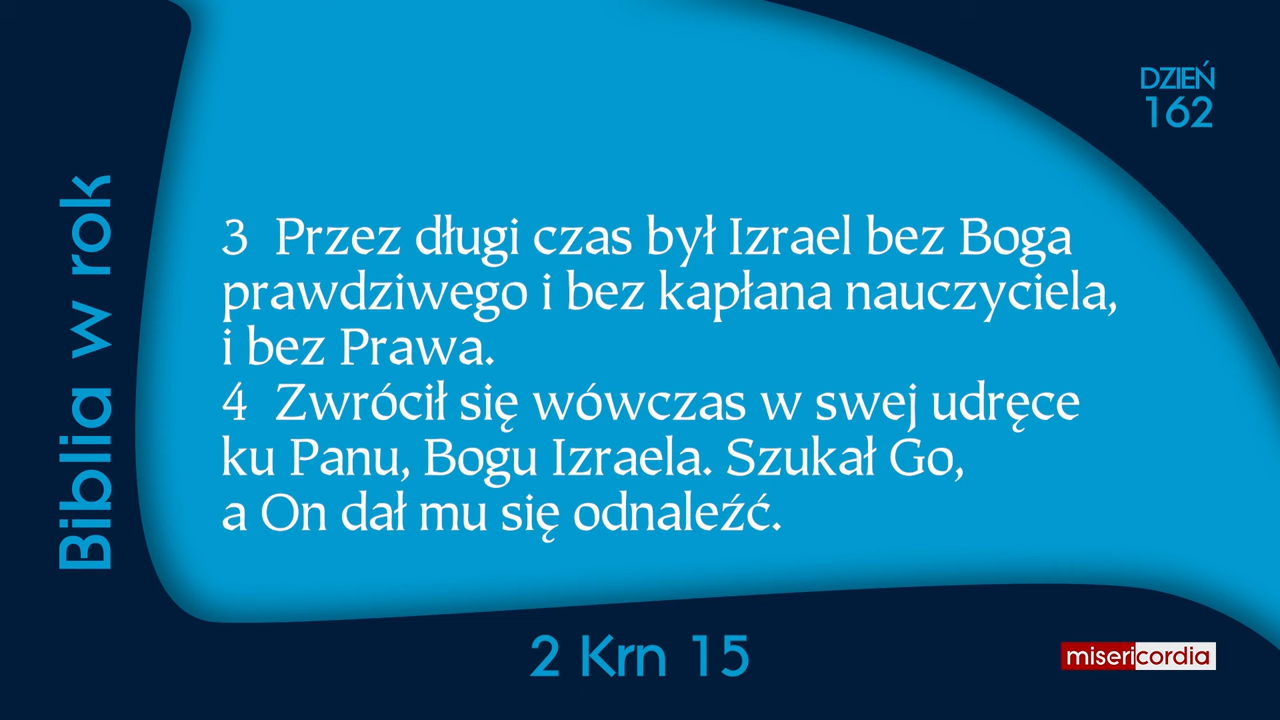 DZIEŃ
162
Biblia w rok
3 Przez długi czas był Izrael bez Boga
prawdziwego i bez kapłana nauczyciela,
i bez Prawa.
4 Zwrócił się wówczas w swej udręce
ku Panu, Bogu Izraela. Szukał Go,
a On dał mu się odnaleźć.
2 Krn 15
misericordia